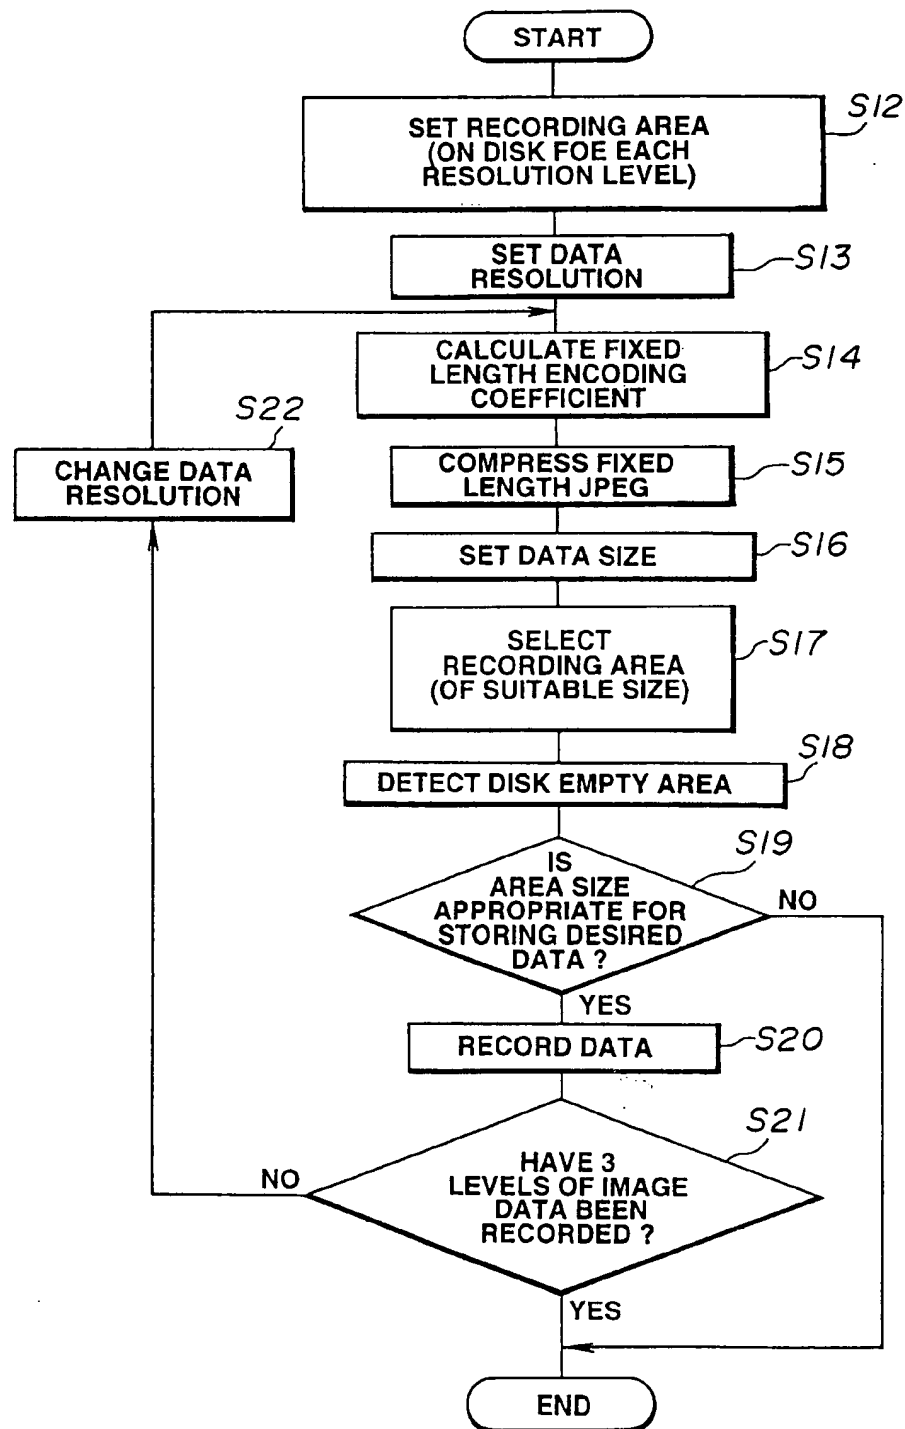 START
S12
SET RECORDING AREA
(ON DISK FOE EACH
RESOLUTION LEVEL)
SET DATA
RESOLUTION
S13
CALCULATE FIXED
LENGTH ENCODING
COEFFICIENT
S14
S22
CHANGE DATA
RESOLUTION
COMPRESS FIXED
LENGTH JPEG
S15
SET DATA SIZE
S16
SELECT
RECORDING AREA
(OF SUITABLE SIZE)
S17
S18
DETECT DISK EMPTY AREA
S19
IS
AREA SIZE
APPROPRIATE FOR
STORING DESIRED
DATA ?
NO
YES
RECORD DATA
S20
S21
HAVE 3
LEVELS OF IMAGE
DATA BEEN
RECORDED ?
NO
YES
END